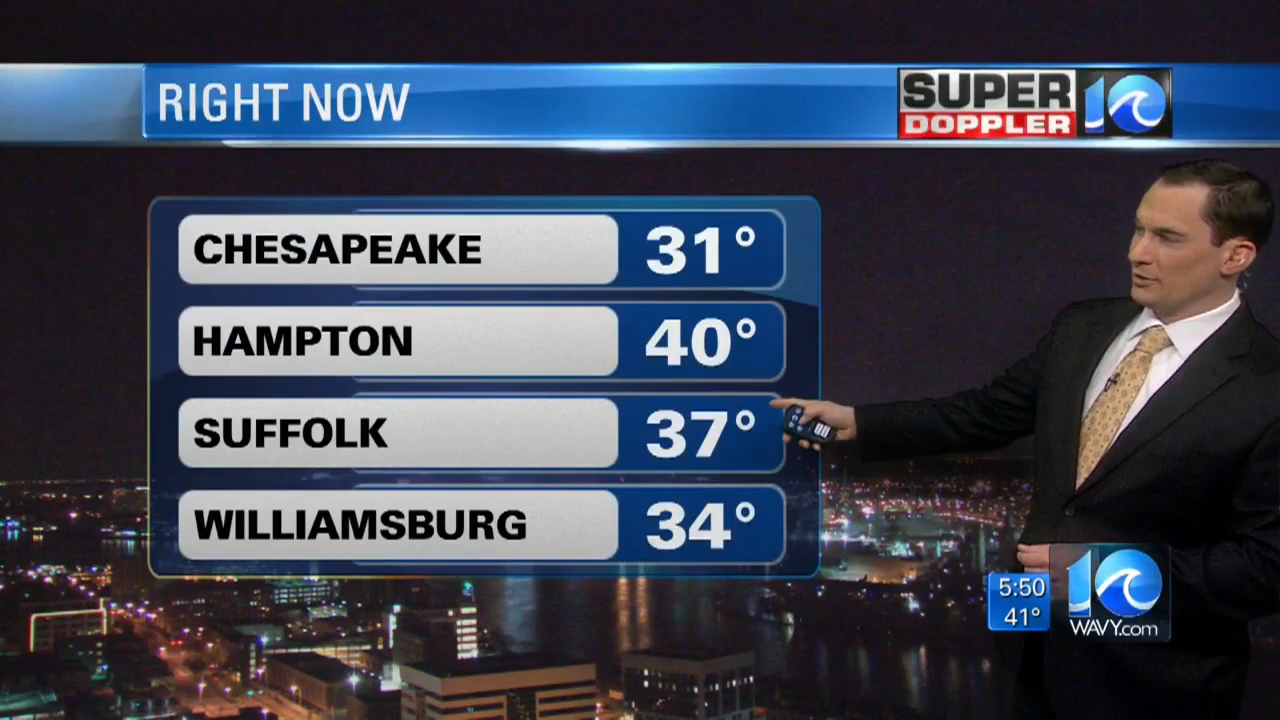 RIGHT NOW
SUPER
DOPPLER
10
CHESAPEAKE 31°
HAMPTON 40°
SUFFOLK 37°
WILLIAMSBURG 34°
5:50
41°
10
WAVY.com